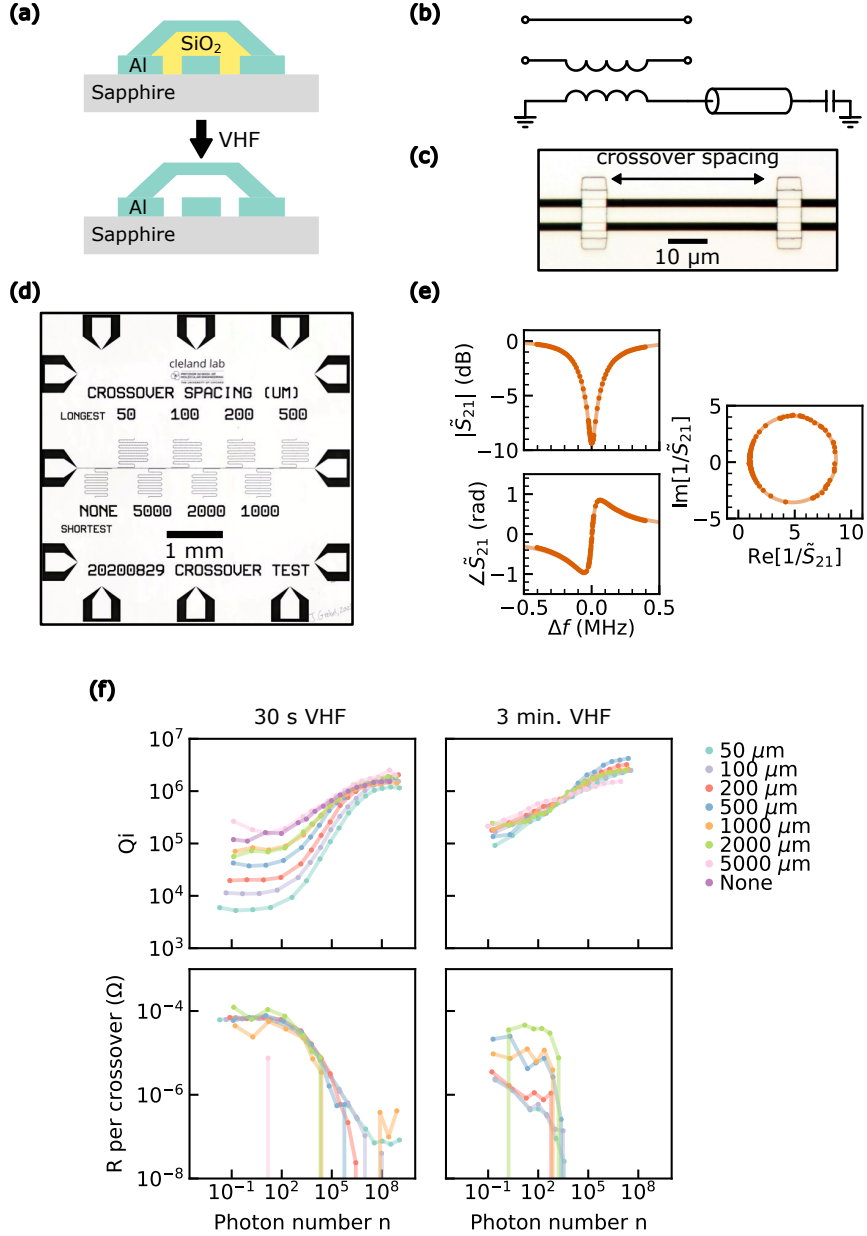 (a)
SiO2
Al
Sapphire
VHF
Al
Sapphire
(b)
(c)
crossover spacing
10 µm
(d)
cleland lab
CROSSOVER SPACING (UM)
LONGEST 50 100 200 500
NONE 5000 2000 1000
SHORTEST
1 mm
20200829 CROSSOVER TEST
(e)
|S̃21| (dB)
0
−5
−10
∠S̃21 (rad)
1
0
−1
−0.5 0.0 0.5
Δf (MHz)
Im[1/S̃21]
5
0
−5
0 5 10
Re[1/S̃21]
(f)
30 s VHF
3 min. VHF
Qi
10^7
10^6
10^5
10^4
10^3
50 µm
100 µm
200 µm
500 µm
1000 µm
2000 µm
5000 µm
None
R per crossover (Ω)
10^−4
10^−6
10^−8
10^−1 10^2 10^5 10^8
10^−1 10^2 10^5 10^8
Photon number n
Photon number n